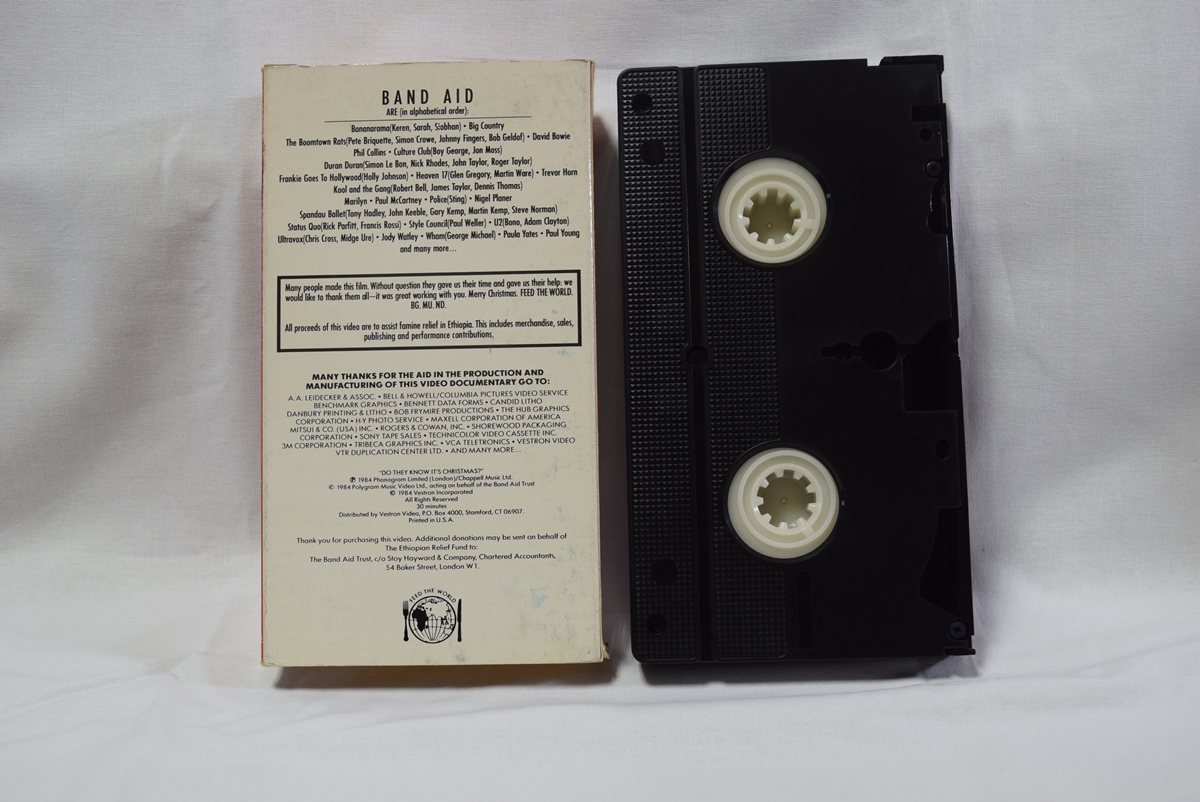 BAND AID
ARE (in alphabetical order):
Bananarama(Keren, Sarah, Siobhan) • Big Country
The Boomtown Rats(Pete Briquette, Simon Crowe, Johnny Fingers, Bob Geldof) • David Bowie
Phil Collins • Culture Club(Boy George, Jon Moss)
Duran Duran(Simon Le Bon, Nick Rhodes, John Taylor, Roger Taylor)
Frankie Goes To Hollywood(Holly Johnson) • Heaven 17(Glen Gregory, Martin Ware) • Trevor Horn
Kool and the Gang(Robert Bell, James Taylor, Dennis Thomas)
Marilyn • Paul McCartney • Police(Sting) • Nigel Planer
Spandau Ballet(Tony Hadley, John Keeble, Gary Kemp, Martin Kemp, Steve Norman)
Status Quo(Rick Parfitt, Francis Rossi) • Style Council(Paul Weller) • U2(Bono, Adam Clayton)
Ultravox(Chris Cross, Midge Ure) • Jody Watley • Wham(George Michael) • Paula Yates • Paul Young
and many more...
Many people made this film. Without question they gave us their time and gave us their help: we
would like to thank them all—it was great working with you. Merry Christmas. FEED THE WORLD.
BG. MU. ND.
All proceeds of this video are to assist famine relief in Ethiopia. This includes merchandise, sales,
publishing and performance contributions.
MANY THANKS FOR THE AID IN THE PRODUCTION AND
MANUFACTURING OF THIS VIDEO DOCUMENTARY GO TO:
A.A. LEIDECKER & ASSOC. • BELL & HOWELL/COLUMBIA PICTURES VIDEO SERVICE
BENCHMARK GRAPHICS • BENNETT DATA FORMS • CANDID LITHO
DANBURY PRINTING & LITHO • BOB FRYMIRE PRODUCTIONS • THE HUB GRAPHICS
CORPORATION • H-Y PHOTO SERVICE • MAXELL CORPORATION OF AMERICA
MITSUI & CO. (USA) INC. • ROGERS & COWAN, INC. • SHOREWOOD PACKAGING
CORPORATION • SONY TAPE SALES • TECHNICOLOR VIDEO CASSETTE INC.
3M CORPORATION • TRIBECA GRAPHICS INC. • VCA TELETRONICS • VESTRON VIDEO
VTR DUPLICATION CENTER LTD. • AND MANY MORE...
"DO THEY KNOW IT'S CHRISTMAS?"
℗ 1984 Phonogram Limited (London)/Chappell Music Ltd.
© 1984 Polygram Music Video Ltd., acting on behalf of the Band Aid Trust
© 1984 Vestron Incorporated
All Rights Reserved
30 minutes
Distributed by Vestron Video, P.O. Box 4000, Stamford, CT 06907.
Printed in U.S.A.
Thank you for purchasing this video. Additional donations may be sent on behalf of
The Ethiopian Relief Fund to:
The Band Aid Trust, c/o Stoy Hayward & Company, Chartered Accountants,
54 Baker Street, London W1.
FEED THE WORLD